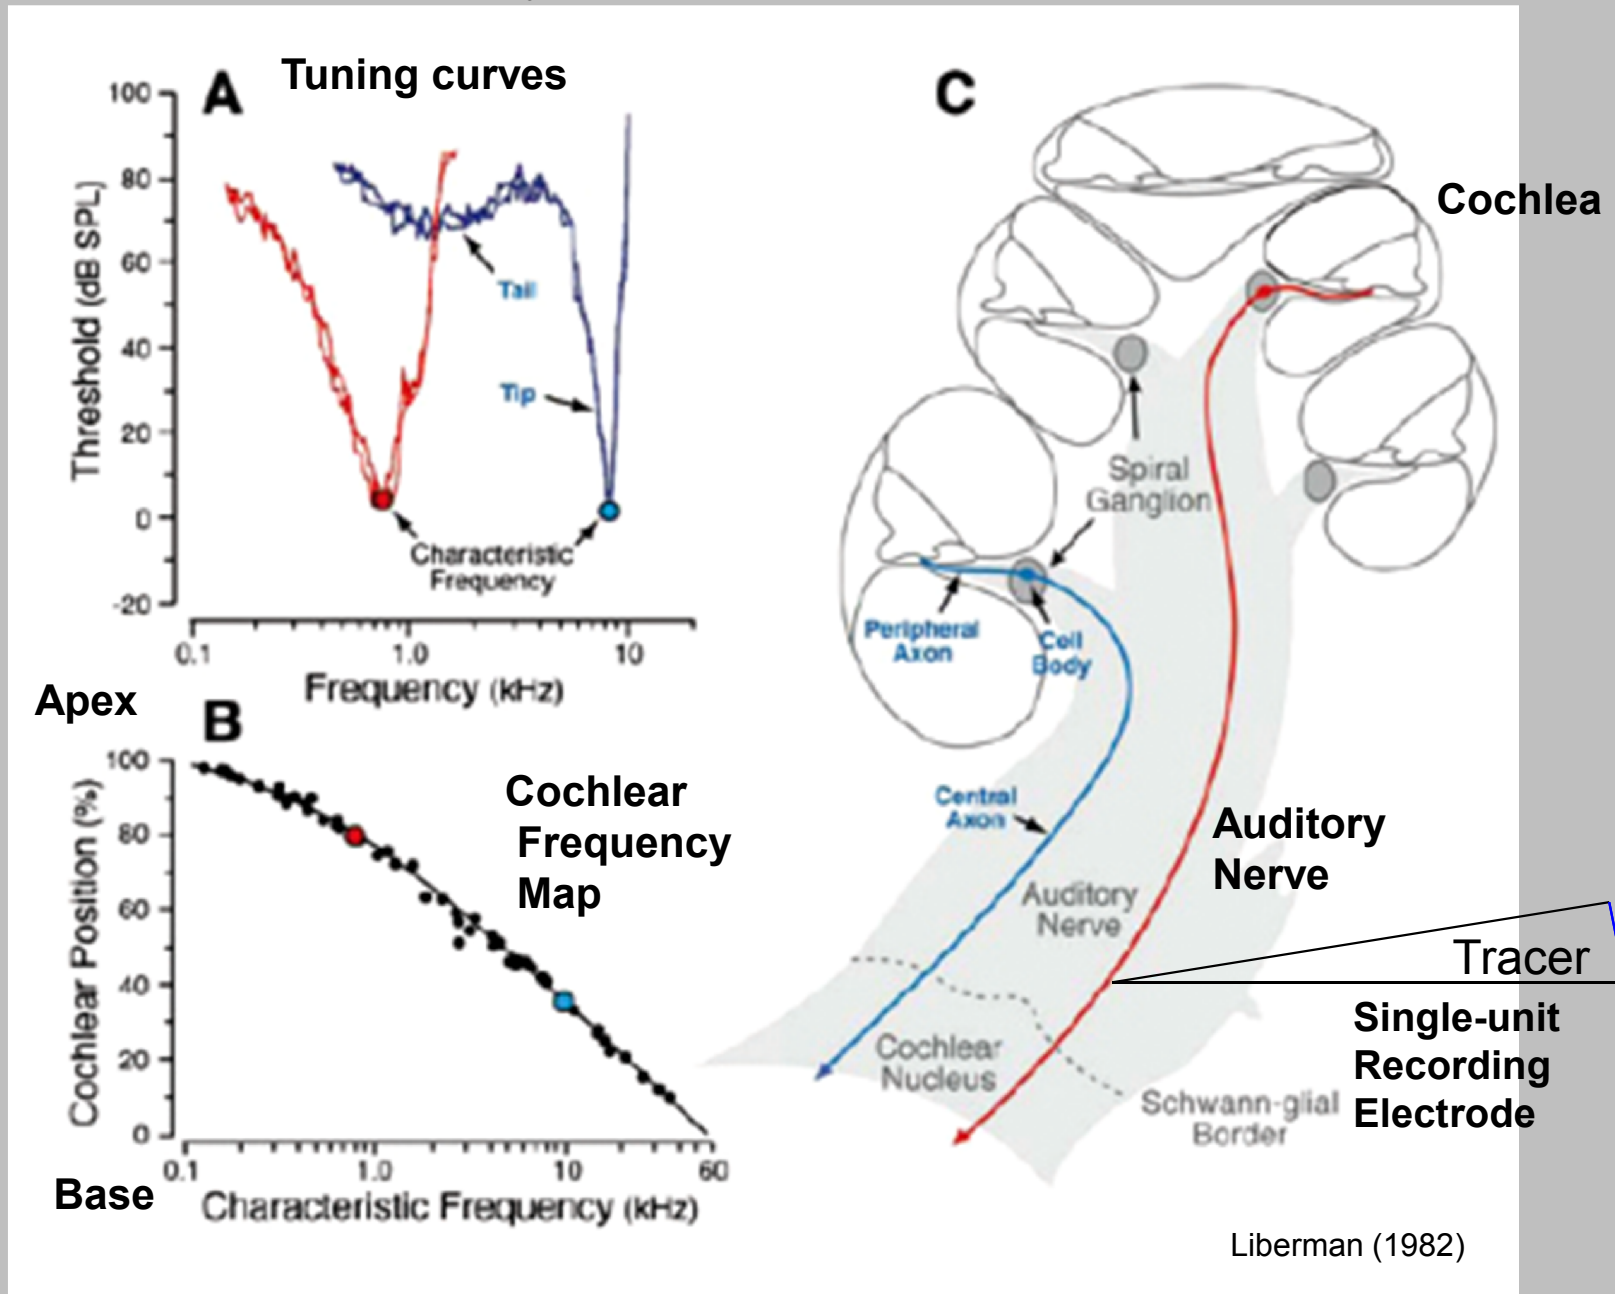 A
Tuning curves
100
80
60
40
20
0
-20
Threshold (dB SPL)
Tail
Tip
Characteristic
Frequency
0.1
1.0
10
Frequency (kHz)
Apex
B
100
80
60
40
20
0
Cochlear Position (%)
Cochlear
Frequency
Map
0.1
1.0
10
60
Base
Characteristic Frequency (kHz)
C
Cochlea
Spiral
Ganglion
Peripheral
Axon
Cell
Body
Central
Axon
Auditory
Nerve
Auditory
Nerve
Tracer
Single-unit
Recording
Electrode
Cochlear
Nucleus
Schwann-glial
Border
Liberman (1982)